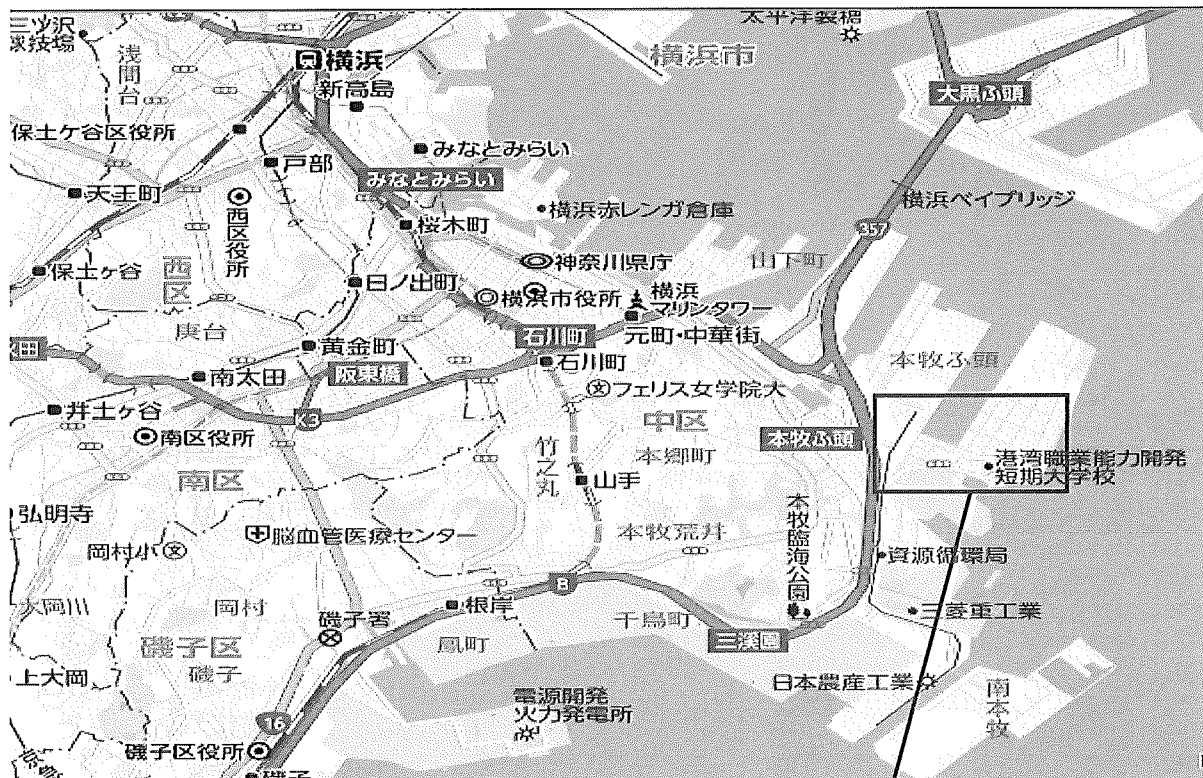 三ツ沢
球技場
太平洋製糖
横浜市
横浜
浅間台
新高島
大黒ふ頭
保土ケ谷区役所
みなとみらい
戸部
みなとみらい
天王町
横浜ベイブリッジ
横浜赤レンガ倉庫
西区役所
桜木町
357
保土ヶ谷
神奈川県庁
山下町
西区
日ノ出町
横浜市役所
横浜
マリンタワー
庚台
石川町
元町・中華街
黄金町
本牧ふ頭
石川町
南太田
阪東橋
フェリス女学院大
井土ヶ谷
K3
中区
南区役所
本牧ふ頭
本郷町
竹之丸
港湾職業能力開発
短期大学校
南区
山手
弘明寺
本牧荒井
本牧臨海公園
岡村小
脳血管医療センター
資源循環局
B
大岡川
岡村
根岸
磯子署
千鳥町
三菱重工業
磯子区
鳳町
三溪園
磯子
上大岡
日本農産工業
南本牧
電源開発
火力発電所
16
磯子区役所
磯子